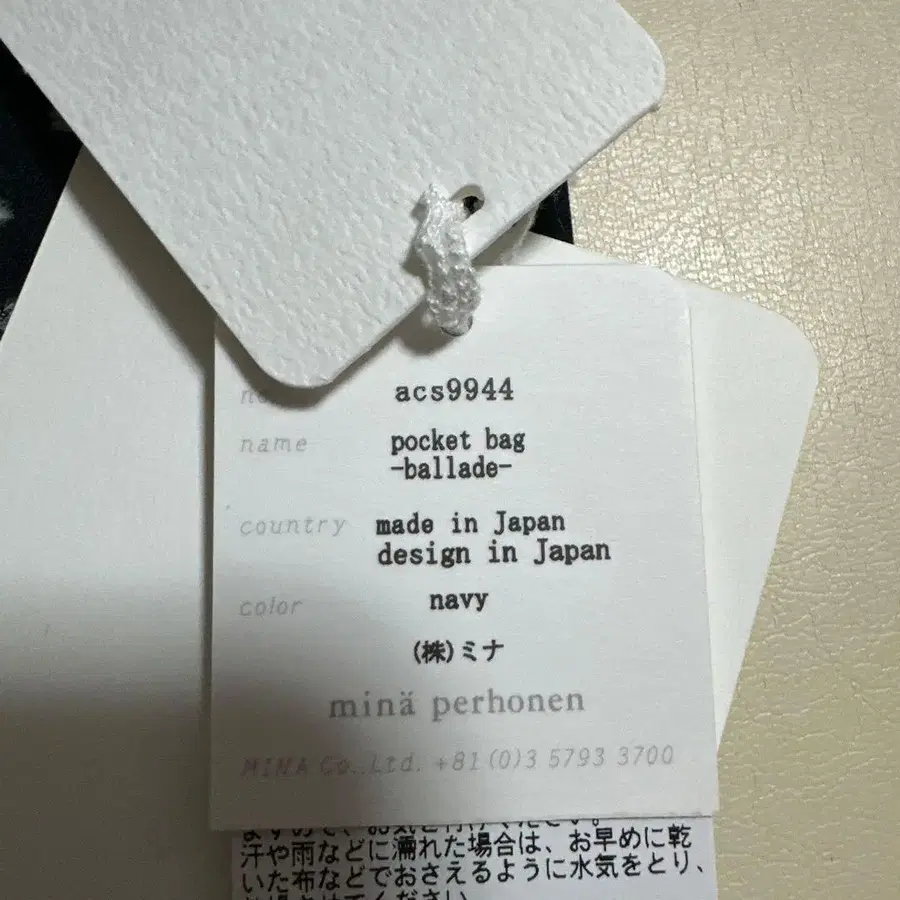 acs9944
name pocket bag
-ballade-
country made in Japan
design in Japan
color navy
(株)ミナ
minä perhonen
MINA Co.,Ltd. +81(0)3 5793 3700
汗や雨などに濡れた場合は、お早めに乾
いた布などでおさえるように水気をとり、